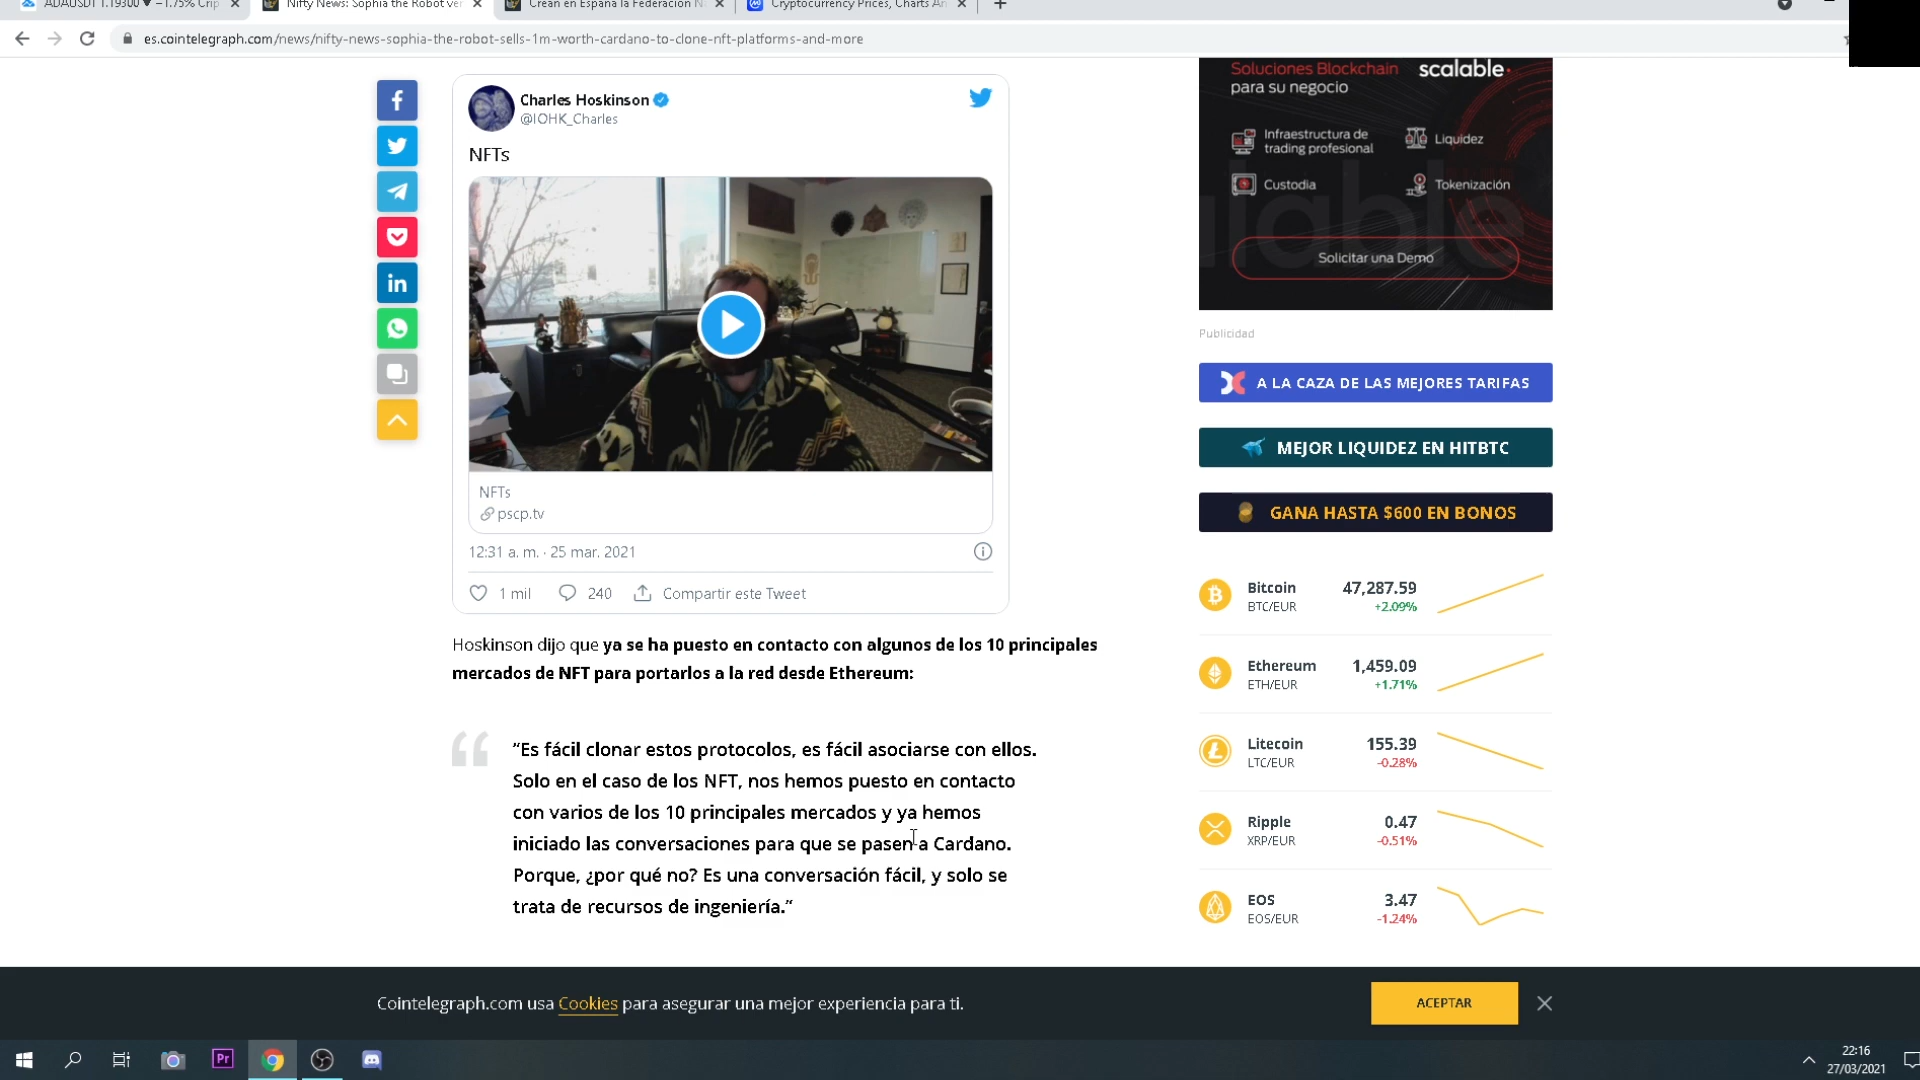 ADAUSDT 1.19300 ▼ −1.75% Crip
Nifty News: Sophia the Robot ver
Crean en España la Federación N
Cryptocurrency Prices, Charts An
es.cointelegraph.com/news/nifty-news-sophia-the-robot-sells-1m-worth-cardano-to-clone-nft-platforms-and-more
Charles Hoskinson
@IOHK_Charles
NFTs
NFTs
pscp.tv
12:31 a. m. · 25 mar. 2021
1 mil
240
Compartir este Tweet
Hoskinson dijo que ya se ha puesto en contacto con algunos de los 10 principales
mercados de NFT para portarlos a la red desde Ethereum:
“Es fácil clonar estos protocolos, es fácil asociarse con ellos.
Solo en el caso de los NFT, nos hemos puesto en contacto
con varios de los 10 principales mercados y ya hemos
iniciado las conversaciones para que se pasen a Cardano.
Porque, ¿por qué no? Es una conversación fácil, y solo se
trata de recursos de ingeniería.”
Soluciones Blockchain
para su negocio
scalable
Infraestructura de
trading profesional
Liquidez
Custodia
Tokenización
Solicitar una Demo
Publicidad
A LA CAZA DE LAS MEJORES TARIFAS
MEJOR LIQUIDEZ EN HITBTC
GANA HASTA $600 EN BONOS
Bitcoin 47,287.59
BTC/EUR +2.09%
Ethereum 1,459.09
ETH/EUR +1.71%
Litecoin 155.39
LTC/EUR -0.28%
Ripple 0.47
XRP/EUR -0.51%
EOS 3.47
EOS/EUR -1.24%
Cointelegraph.com usa Cookies para asegurar una mejor experiencia para ti.
ACEPTAR
Pr
22:16
27/03/2021